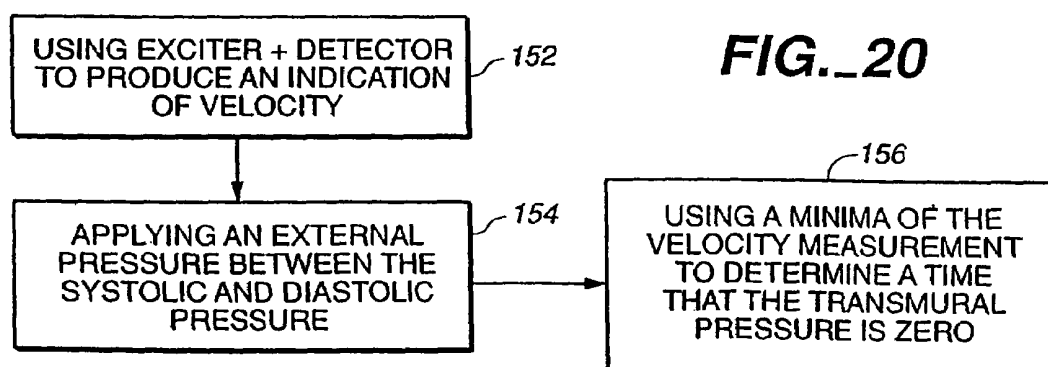 USING EXCITER + DETECTOR
TO PRODUCE AN INDICATION
OF VELOCITY
152
FIG._20
APPLYING AN EXTERNAL
PRESSURE BETWEEN THE
SYSTOLIC AND DIASTOLIC
PRESSURE
154
156
USING A MINIMA OF THE
VELOCITY MEASUREMENT
TO DETERMINE A TIME
THAT THE TRANSMURAL
PRESSURE IS ZERO